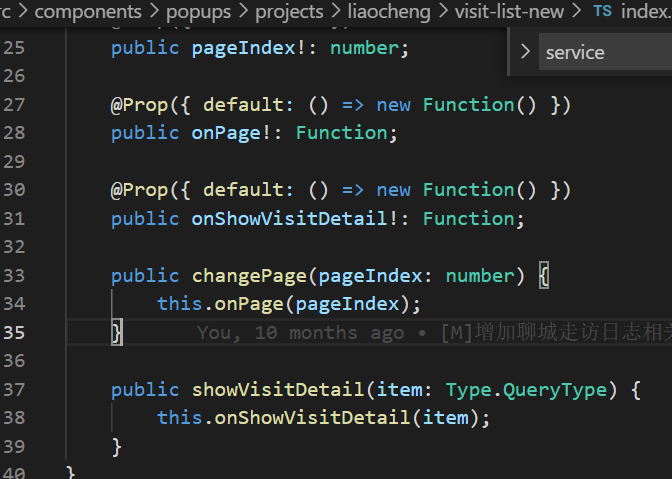 rc > components > popups > projects > liaocheng > visit-list-new > TS index.
> service
25 public pageIndex!: number;
26
27 @Prop({ default: () => new Function() })
28 public onPage!: Function;
29
30 @Prop({ default: () => new Function() })
31 public onShowVisitDetail!: Function;
32
33 public changePage(pageIndex: number) {
34 this.onPage(pageIndex);
35 } You, 10 months ago • [M]增加聊城走访日志相关
36
37 public showVisitDetail(item: Type.QueryType) {
38 this.onShowVisitDetail(item);
39 }
40 }